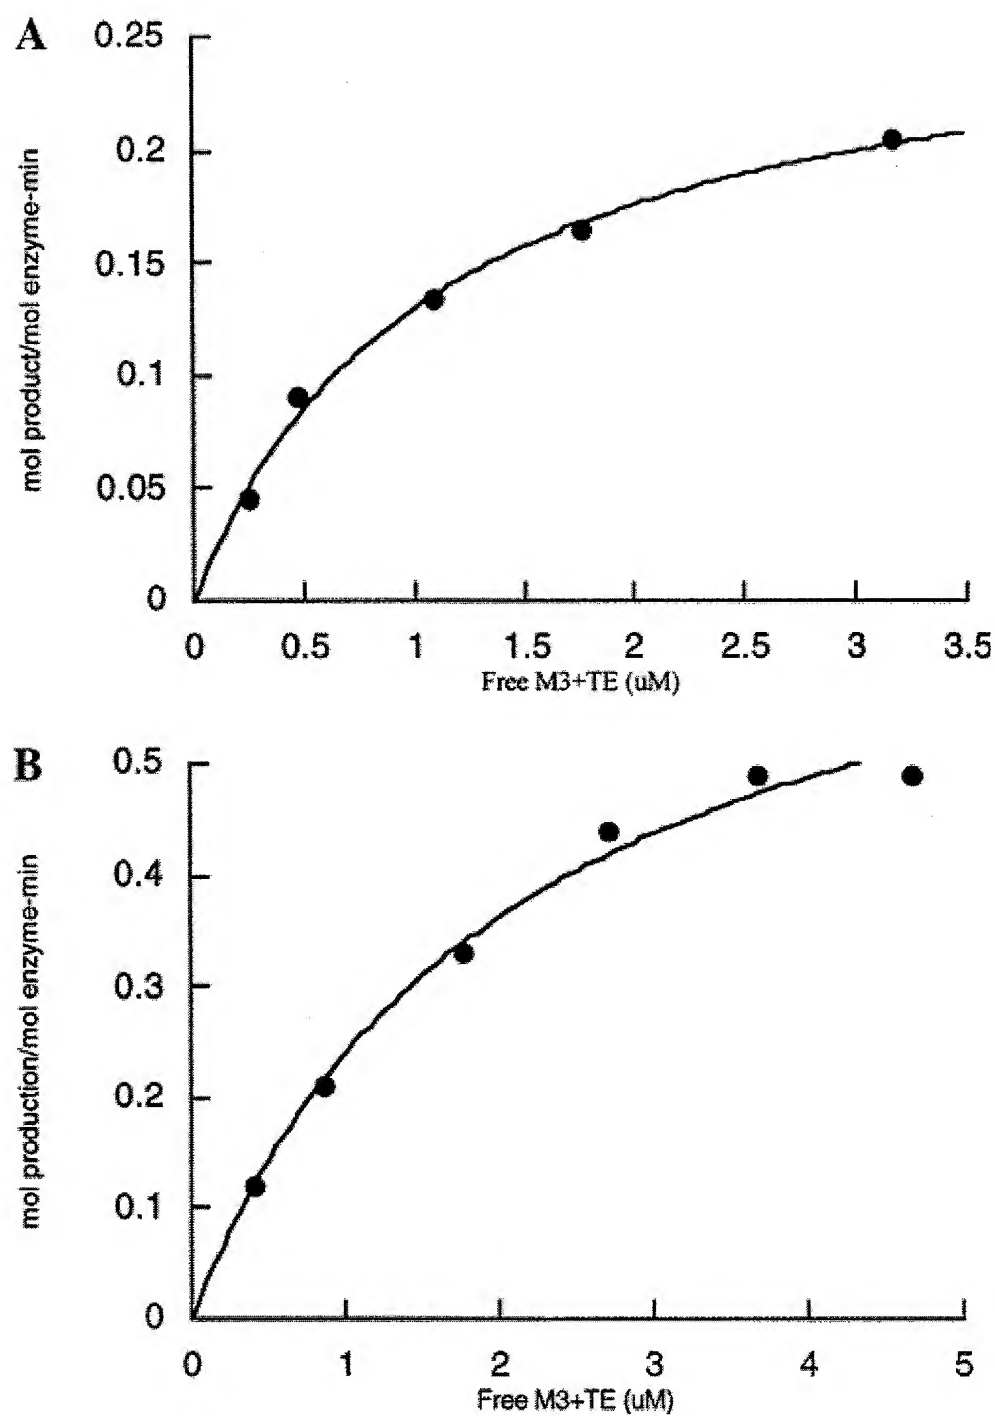 A
0.25
0.2
0.15
0.1
0.05
0
mol product/mol enzyme-min
0 0.5 1 1.5 2 2.5 3 3.5
Free M3+TE (uM)
B
0.5
0.4
0.3
0.2
0.1
0
mol production/mol enzyme-min
0 1 2 3 4 5
Free M3+TE (uM)